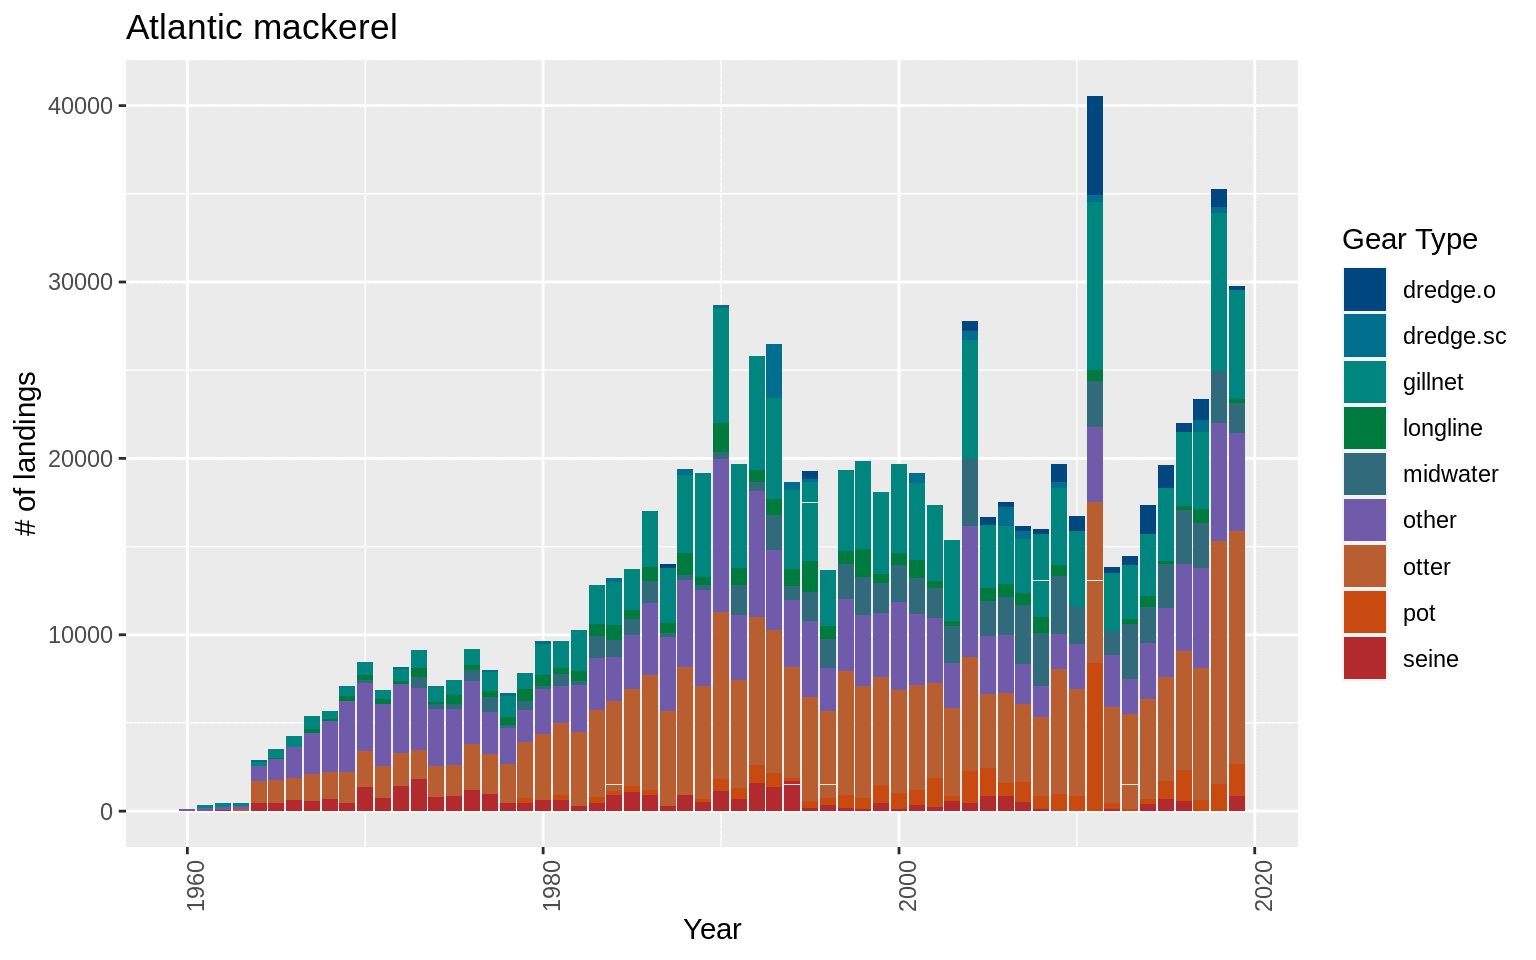 Atlantic mackerel
# of landings
40000
30000
20000
10000
0
1960
1980
2000
2020
Year
Gear Type
dredge.o
dredge.sc
gillnet
longline
midwater
other
otter
pot
seine